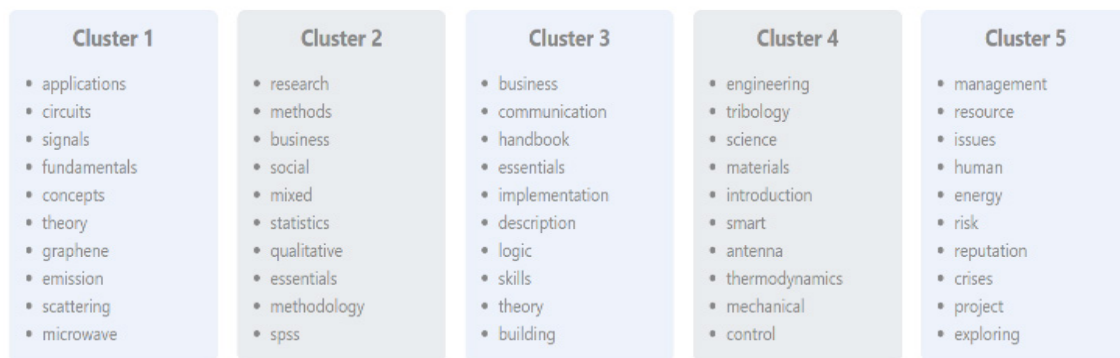 Cluster 1
applications
circuits
signals
fundamentals
concepts
theory
graphene
emission
scattering
microwave
Cluster 2
research
methods
business
social
mixed
statistics
qualitative
essentials
methodology
spss
Cluster 3
business
communication
handbook
essentials
implementation
description
logic
skills
theory
building
Cluster 4
engineering
tribology
science
materials
introduction
smart
antenna
thermodynamics
mechanical
control
Cluster 5
management
resource
issues
human
energy
risk
reputation
crises
project
exploring